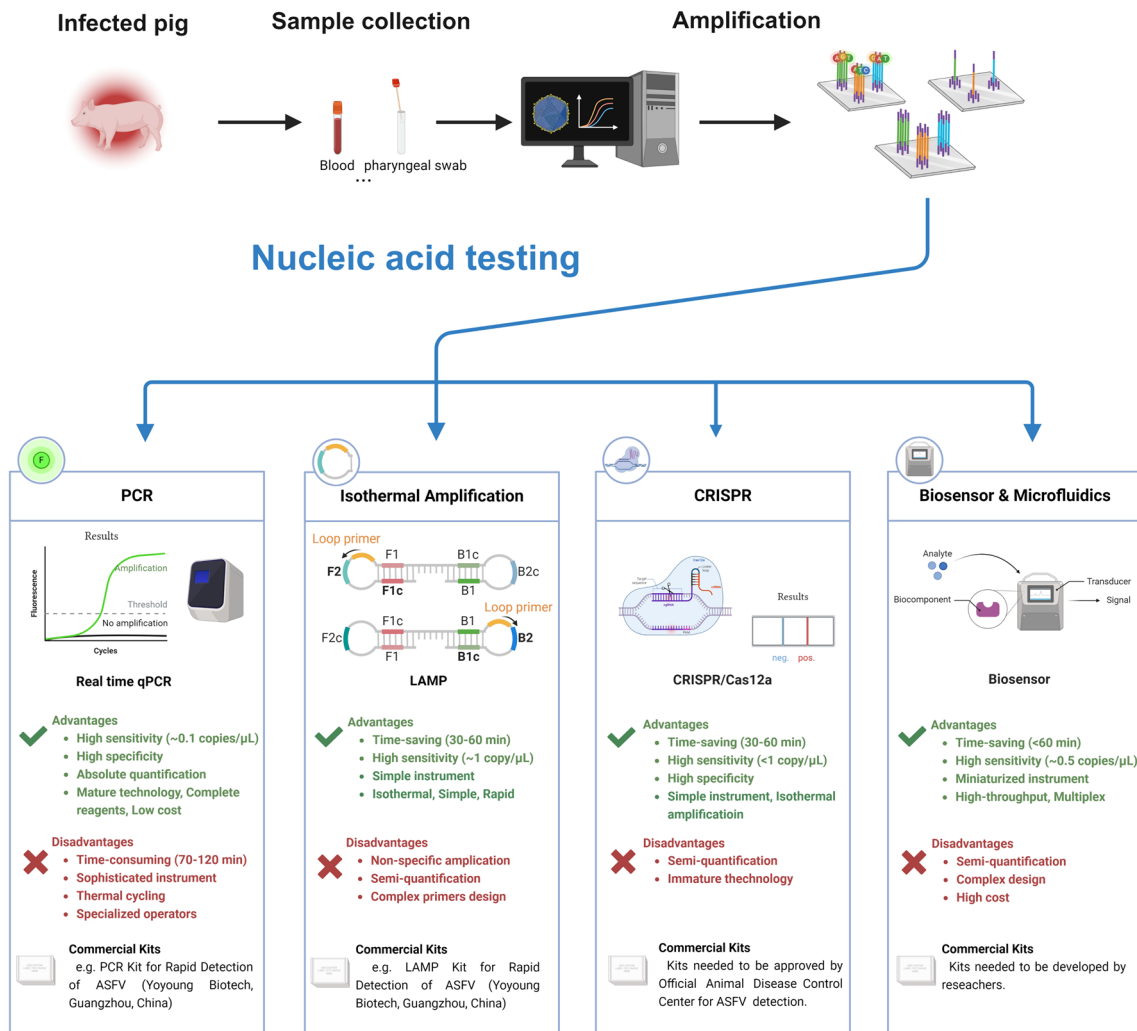 Infected pig
Sample collection
Amplification
A G T
G A T
A T C
Blood
pharyngeal swab
...
Nucleic acid testing
F
PCR
Results
Fluorescence
Amplification
Threshold
No amplification
Cycles
Real time qPCR
Advantages
• High sensitivity (~0.1 copies/µL)
• High specificity
• Absolute quantification
• Mature technology, Complete
reagents, Low cost
Disadvantages
• Time-consuming (70-120 min)
• Sophisticated instrument
• Thermal cycling
• Specialized operators
Commercial Kits
e.g. PCR Kit for Rapid Detection
of ASFV (Yoyoung Biotech,
Guangzhou, China)
Isothermal Amplification
Loop primer
F1
B1c
F2
B2c
F1c
B1
Loop primer
F1c
B1
F2c
B2
F1
B1c
LAMP
Advantages
• Time-saving (30-60 min)
• High sensitivity (~1 copy/µL)
• Simple instrument
• Isothermal, Simple, Rapid
Disadvantages
• Non-specific amplication
• Semi-quantification
• Complex primers design
Commercial Kits
e.g. LAMP Kit for Rapid
Detection of ASFV (Yoyoung
Biotech, Guangzhou, China)
CRISPR
Target
sequence
sgRNA
PAM
Results
neg.
pos.
CRISPR/Cas12a
Advantages
• Time-saving (30-60 min)
• High sensitivity (<1 copy/µL)
• High specificity
• Simple instrument, Isothermal
amplificatioin
Disadvantages
• Semi-quantification
• Immature thechnology
Commercial Kits
Kits needed to be approved by
Official Animal Disease Control
Center for ASFV detection.
Biosensor & Microfluidics
Analyte
Transducer
Biocomponent
Signal
Biosensor
Advantages
• Time-saving (<60 min)
• High sensitivity (~0.5 copies/µL)
• Miniaturized instrument
• High-throughput, Multiplex
Disadvantages
• Semi-quantification
• Complex design
• High cost
Commercial Kits
Kits needed to be developed by
reseachers.